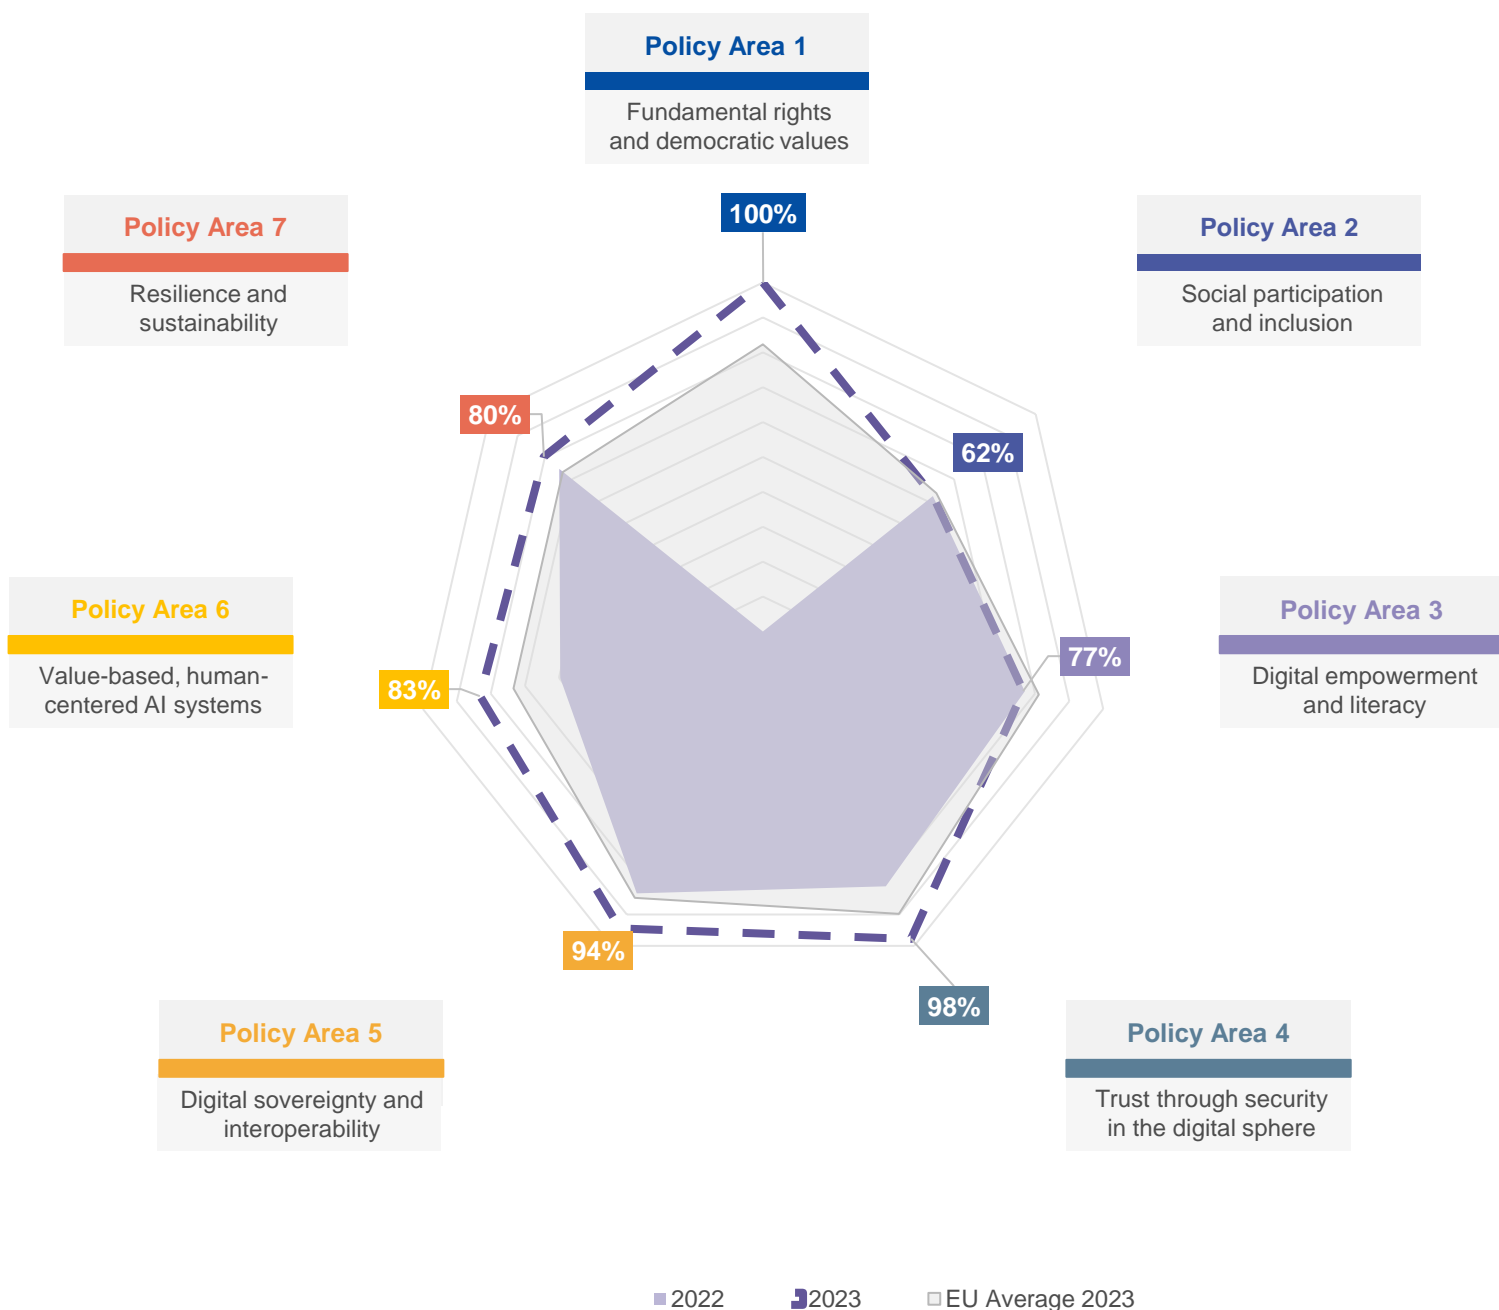 Policy Area 1
Fundamental rights
and democratic values
100%
Policy Area 7
Resilience and
sustainability
80%
Policy Area 2
Social participation
and inclusion
62%
Policy Area 6
Value-based, human-
centered AI systems
83%
Policy Area 3
Digital empowerment
and literacy
77%
Policy Area 5
Digital sovereignty and
interoperability
94%
Policy Area 4
Trust through security
in the digital sphere
98%
2022
2023
EU Average 2023